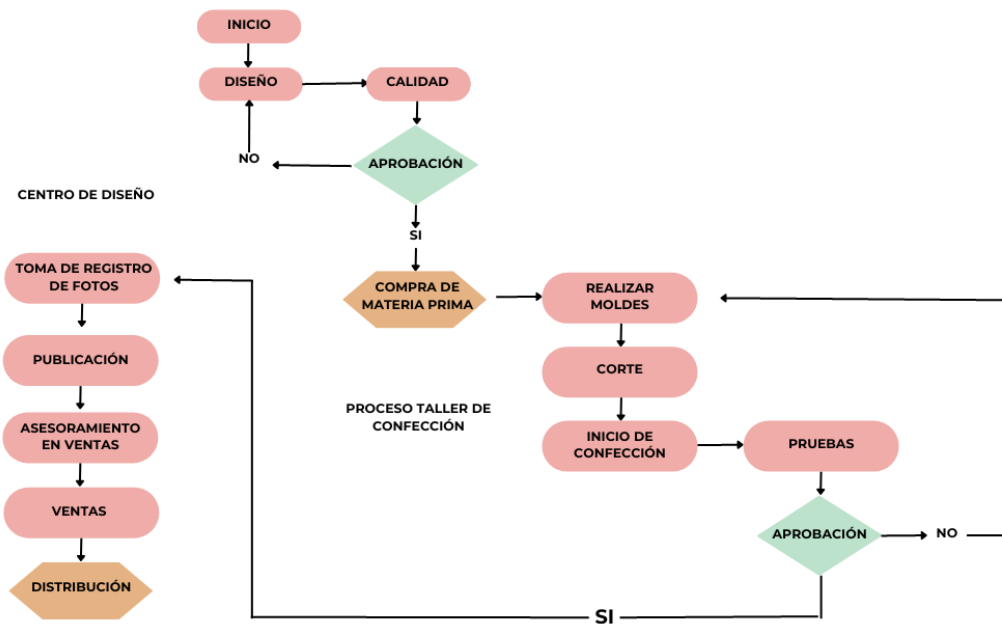 INICIO
DISEÑO
CALIDAD
APROBACIÓN
NO
SI
CENTRO DE DISEÑO
COMPRA DE
MATERIA PRIMA
REALIZAR
MOLDES
CORTE
PROCESO TALLER DE
CONFECCIÓN
INICIO DE
CONFECCIÓN
PRUEBAS
APROBACIÓN
NO
SI
TOMA DE REGISTRO
DE FOTOS
PUBLICACIÓN
ASESORAMIENTO
EN VENTAS
VENTAS
DISTRIBUCIÓN